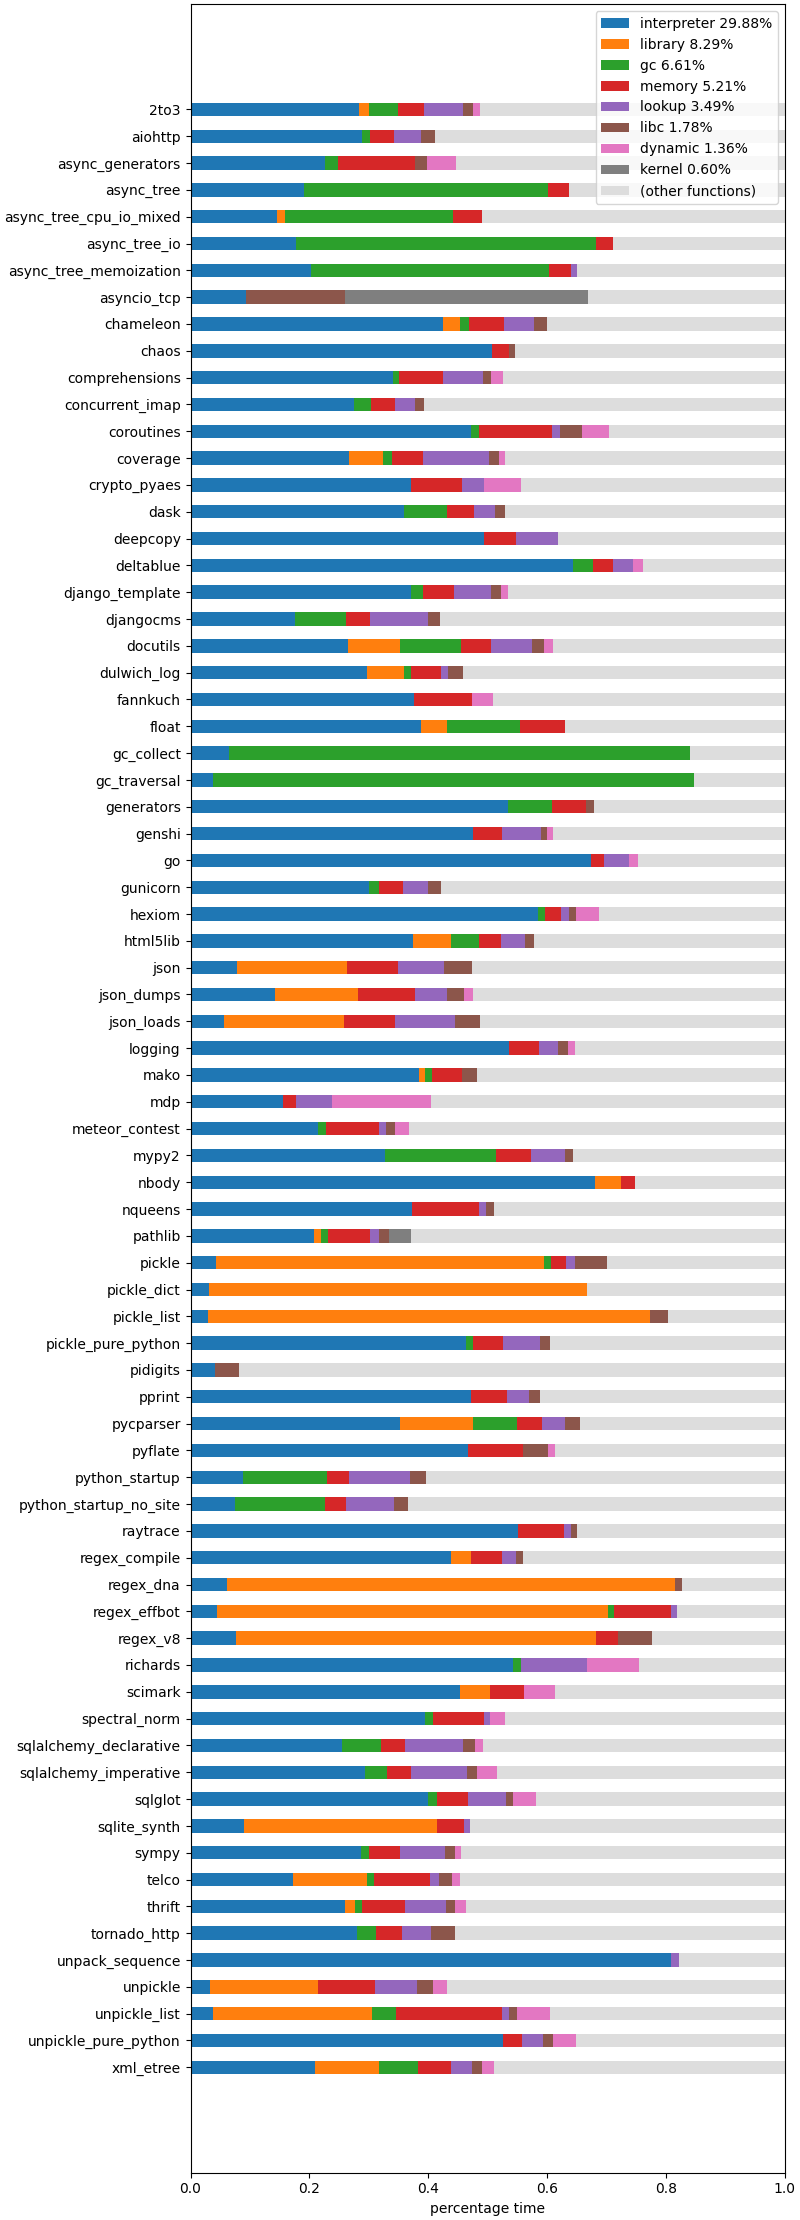 interpreter 29.88%
library 8.29%
gc 6.61%
memory 5.21%
lookup 3.49%
libc 1.78%
dynamic 1.36%
kernel 0.60%
(other functions)
2to3
aiohttp
async_generators
async_tree
async_tree_cpu_io_mixed
async_tree_io
async_tree_memoization
asyncio_tcp
chameleon
chaos
comprehensions
concurrent_imap
coroutines
coverage
crypto_pyaes
dask
deepcopy
deltablue
django_template
djangocms
docutils
dulwich_log
fannkuch
float
gc_collect
gc_traversal
generators
genshi
go
gunicorn
hexiom
html5lib
json
json_dumps
json_loads
logging
mako
mdp
meteor_contest
mypy2
nbody
nqueens
pathlib
pickle
pickle_dict
pickle_list
pickle_pure_python
pidigits
pprint
pycparser
pyflate
python_startup
python_startup_no_site
raytrace
regex_compile
regex_dna
regex_effbot
regex_v8
richards
scimark
spectral_norm
sqlalchemy_declarative
sqlalchemy_imperative
sqlglot
sqlite_synth
sympy
telco
thrift
tornado_http
unpack_sequence
unpickle
unpickle_list
unpickle_pure_python
xml_etree
0.0 0.2 0.4 0.6 0.8 1.0
percentage time